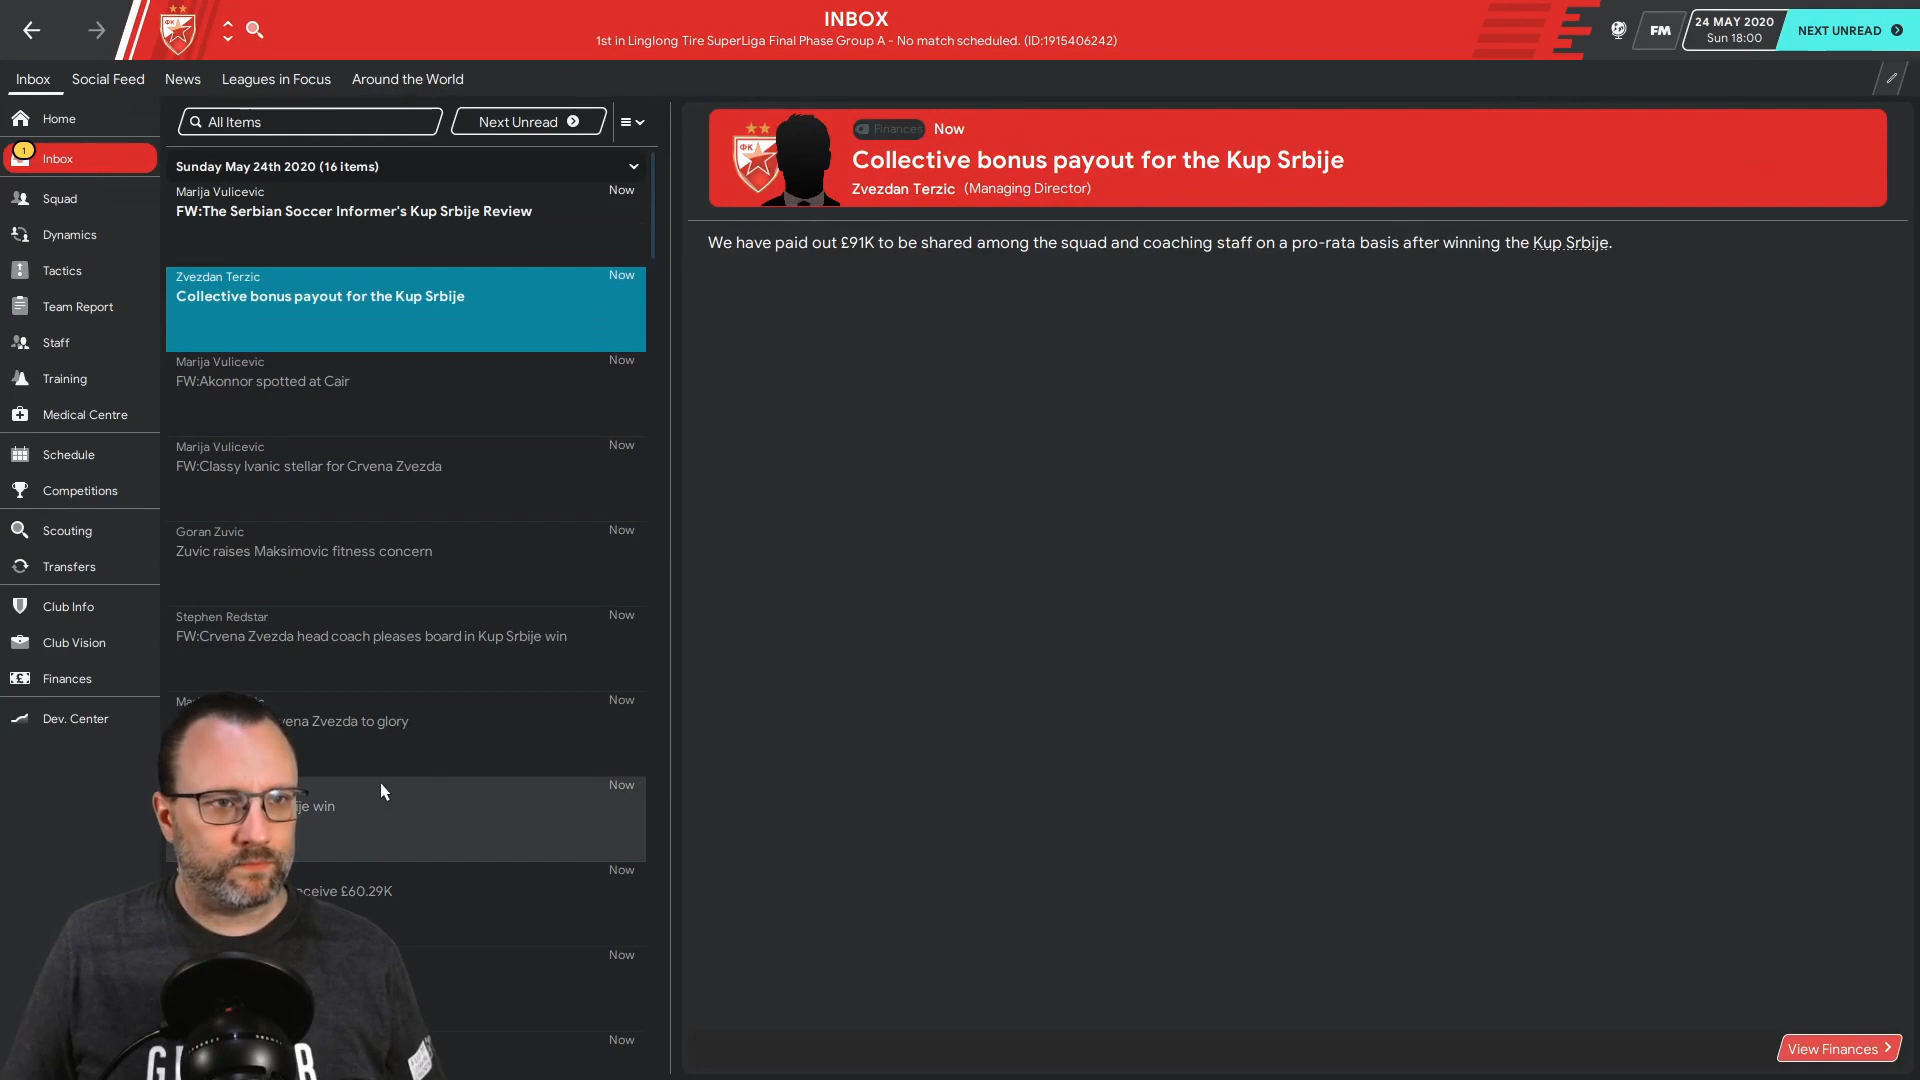 INBOX
1st in Linglong Tire SuperLiga Final Phase Group A - No match scheduled. (ID:1915406242)
FM
24 MAY 2020
Sun 18:00
NEXT UNREAD
Inbox
Social Feed
News
Leagues in Focus
Around the World
Home
1
Inbox
Squad
Dynamics
Tactics
Team Report
Staff
Training
Medical Centre
Schedule
Competitions
Scouting
Transfers
Club Info
Club Vision
Finances
Dev. Center
All Items
Next Unread
Sunday May 24th 2020 (16 items)
Marija Vulicevic
Now
FW:The Serbian Soccer Informer's Kup Srbije Review
Zvezdan Terzic
Now
Collective bonus payout for the Kup Srbije
Marija Vulicevic
Now
FW:Akonnor spotted at Cair
Marija Vulicevic
Now
FW:Classy Ivanic stellar for Crvena Zvezda
Goran Zuvic
Now
Zuvic raises Maksimovic fitness concern
Stephen Redstar
Now
FW:Crvena Zvezda head coach pleases board in Kup Srbije win
Now
Zvezda to glory
Now
win
Now
£60.29K
Now
Now
Finances
Now
Collective bonus payout for the Kup Srbije
Zvezdan Terzic (Managing Director)
We have paid out £91K to be shared among the squad and coaching staff on a pro-rata basis after winning the Kup Srbije.
View Finances